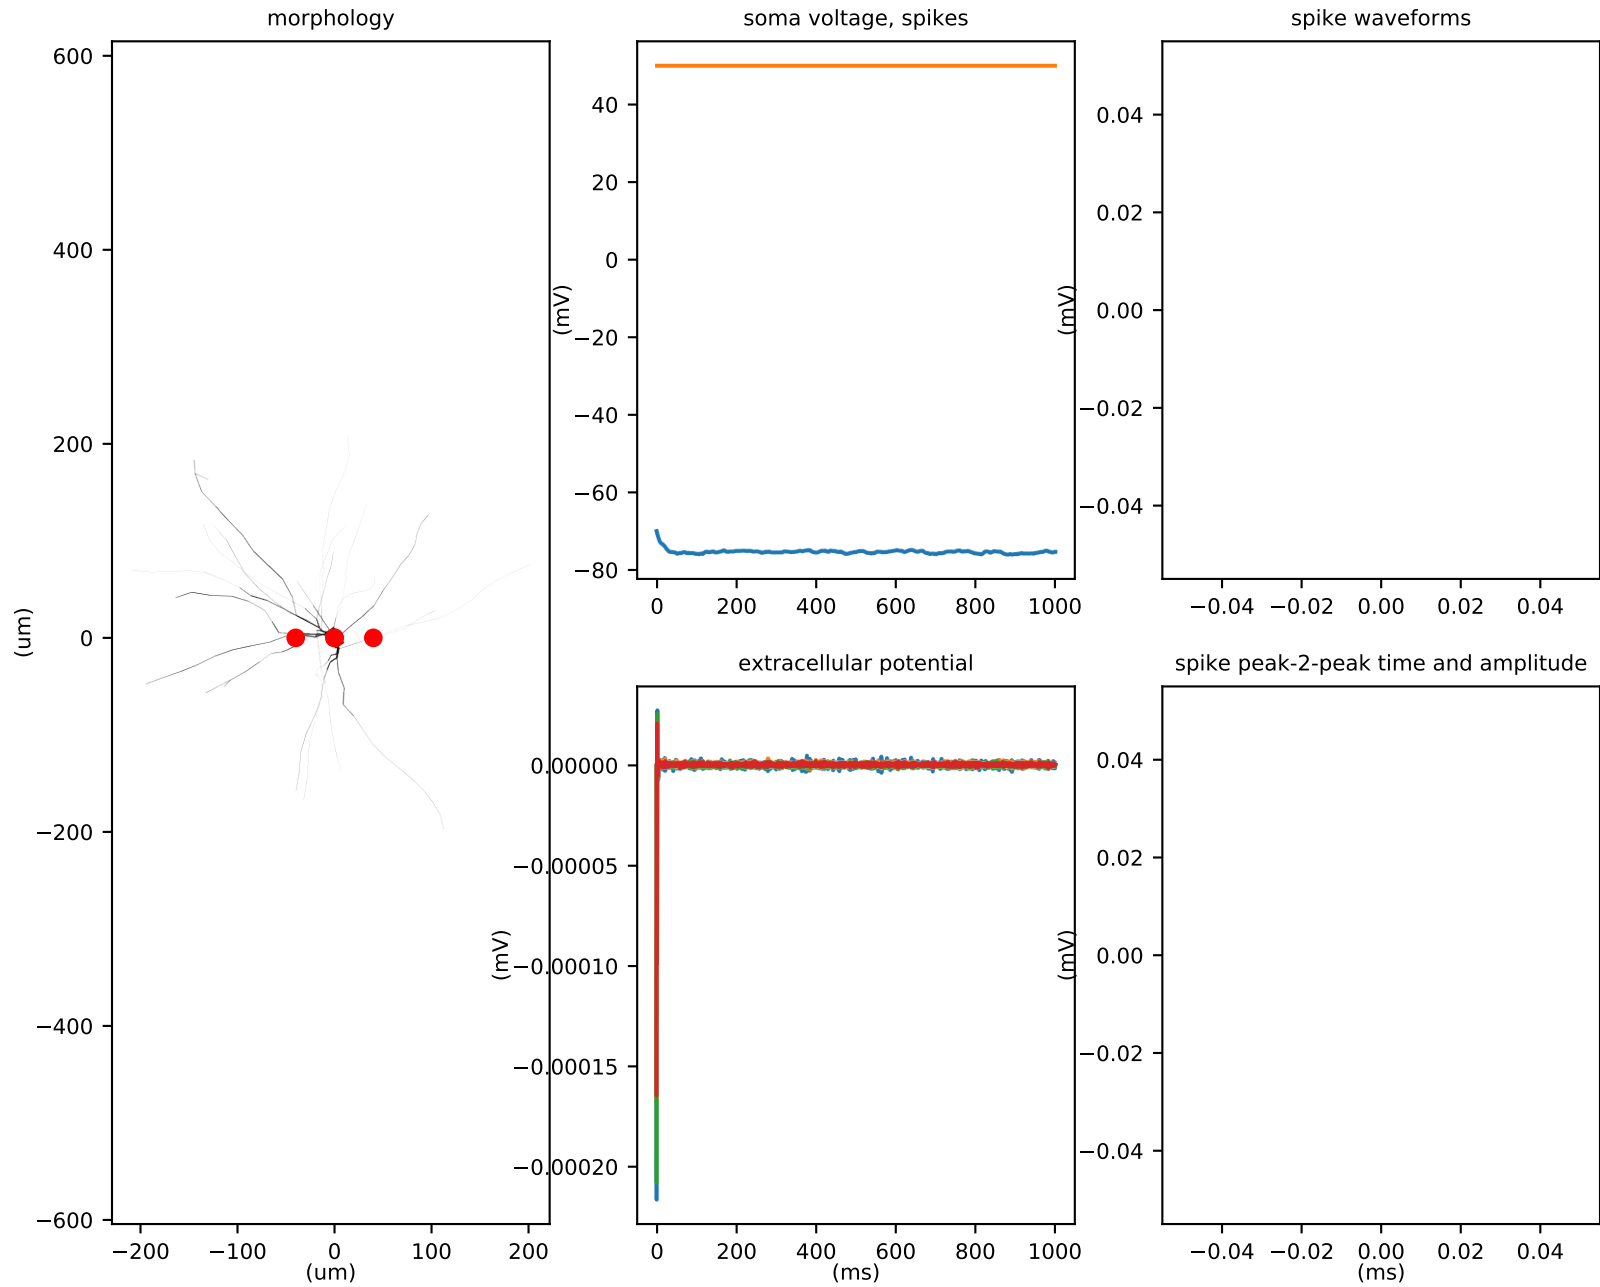 morphology
600
400
200
0
−200
−400
−600
(um)
−200 −100 0 100 200
(um)
soma voltage, spikes
40
20
0
−20
−40
−60
−80
(mV)
0 200 400 600 800 1000
spike waveforms
0.04
0.02
0.00
−0.02
−0.04
(mV)
−0.04 −0.02 0.00 0.02 0.04
extracellular potential
0.00000
−0.00005
−0.00010
−0.00015
−0.00020
(mV)
0 200 400 600 800 1000
(ms)
spike peak-2-peak time and amplitude
0.04
0.02
0.00
−0.02
−0.04
(mV)
−0.04 −0.02 0.00 0.02 0.04
(ms)